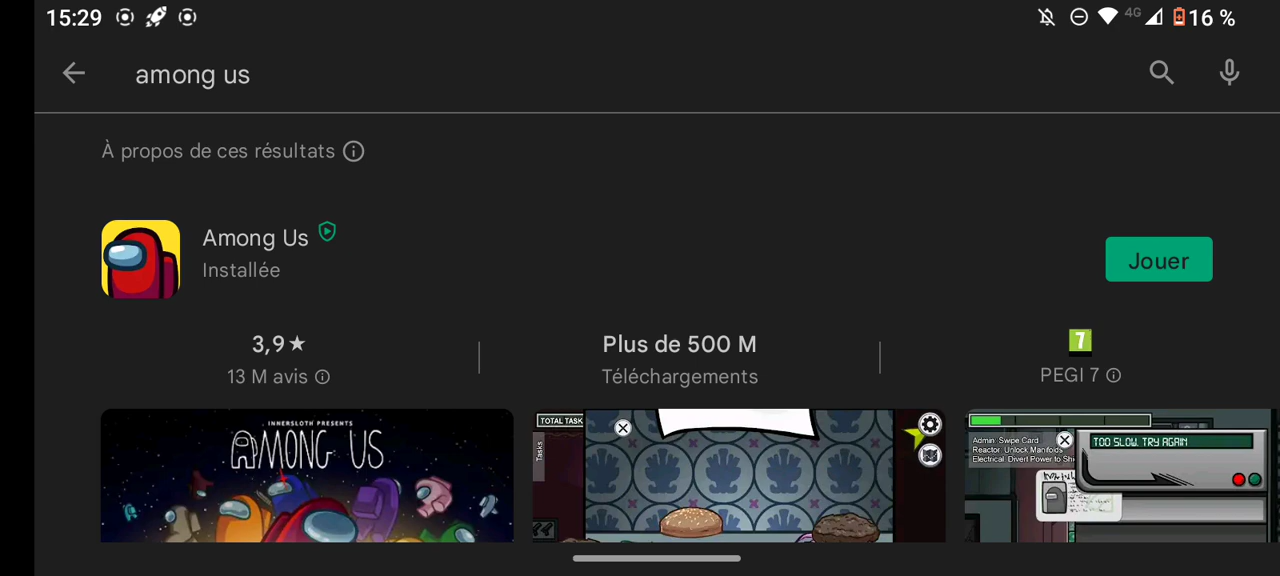 15:29 4G 16 %
among us
À propos de ces résultats
Among Us
Installée
Jouer
3,9★
13 M avis
Plus de 500 M
Téléchargements
7
PEGI 7
INNERSLOTH PRESENTS
AMONG US
TOTAL TASK
Tasks
Admin: Swipe Card
Reactor: Unlock Manifolds
Electrical: Divert Power to Sh
TOO SLOW. TRY AGAIN